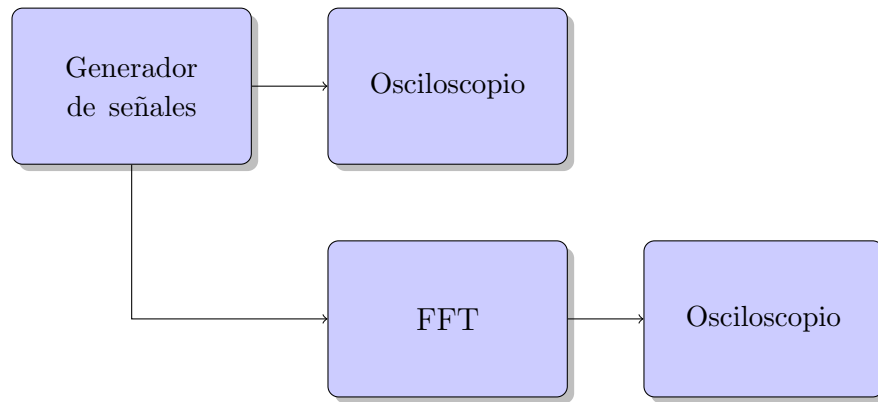 Generador
de señales
Osciloscopio
FFT
Osciloscopio